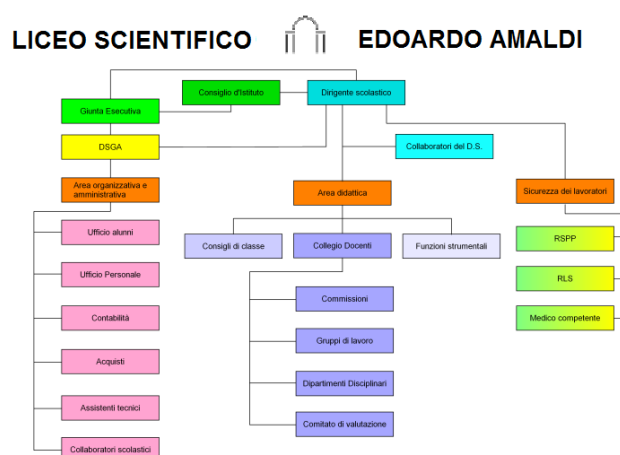 LICEO SCIENTIFICO EDOARDO AMALDI
Consiglio d'Istituto
Dirigente scolastico
Giunta Esecutiva
DSGA
Collaboratori del D.S.
Area organizzativa e
amministrativa
Area didattica
Sicurezza dei lavoratori
Ufficio alunni
Consigli di classe
Collegio Docenti
Funzioni strumentali
RSPP
Ufficio Personale
RLS
Commissioni
Contabilità
Medico competente
Gruppi di lavoro
Acquisti
Dipartimenti Disciplinari
Assistenti tecnici
Comitato di valutazione
Collaboratori scolastici